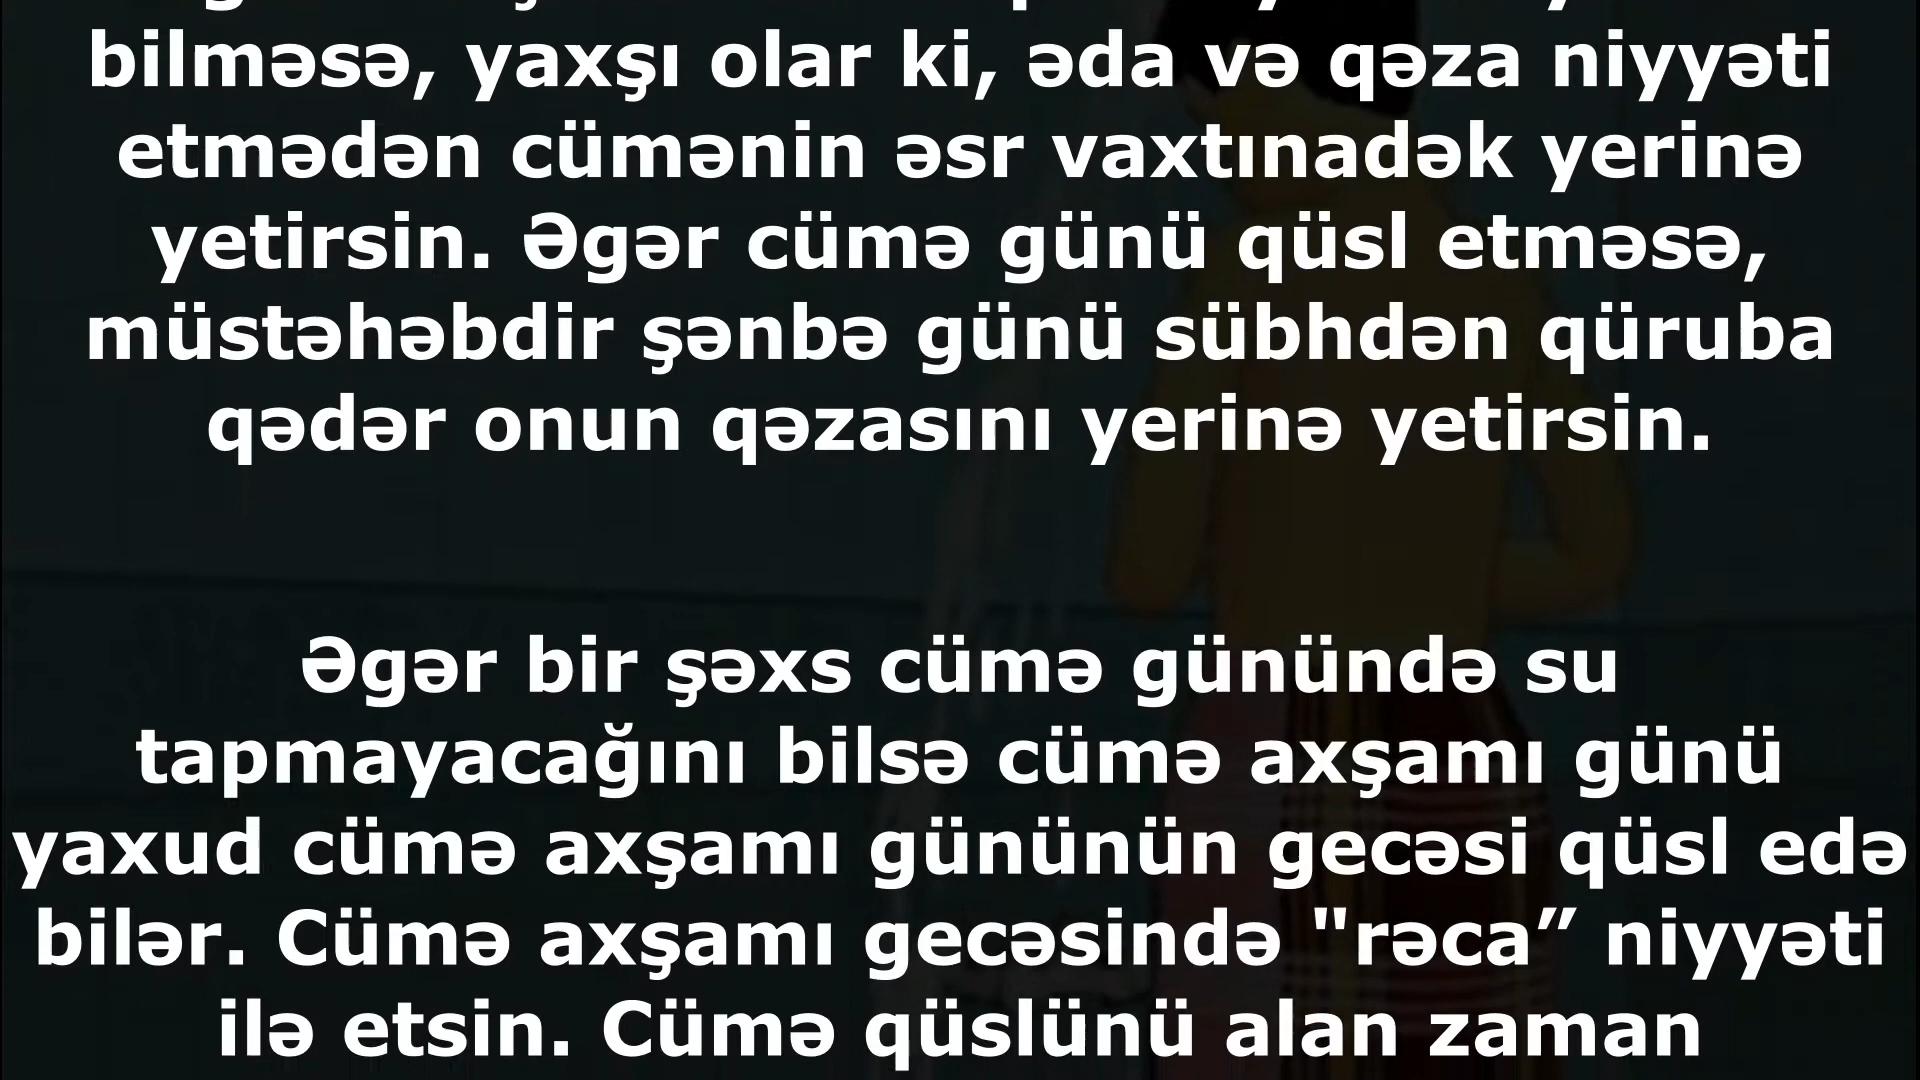 bilməsə, yaxşı olar ki, əda və qəza niyyəti
etmədən cümənin əsr vaxtınadək yerinə
yetirsin. Əgər cümə günü qüsl etməsə,
müstəhəbdir şənbə günü sübhdən qüruba
qədər onun qəzasını yerinə yetirsin.
Əgər bir şəxs cümə günündə su
tapmayacağını bilsə cümə axşamı günü
yaxud cümə axşamı gününün gecəsi qüsl edə
bilər. Cümə axşamı gecəsində "rəca” niyyəti
ilə etsin. Cümə qüslünü alan zaman